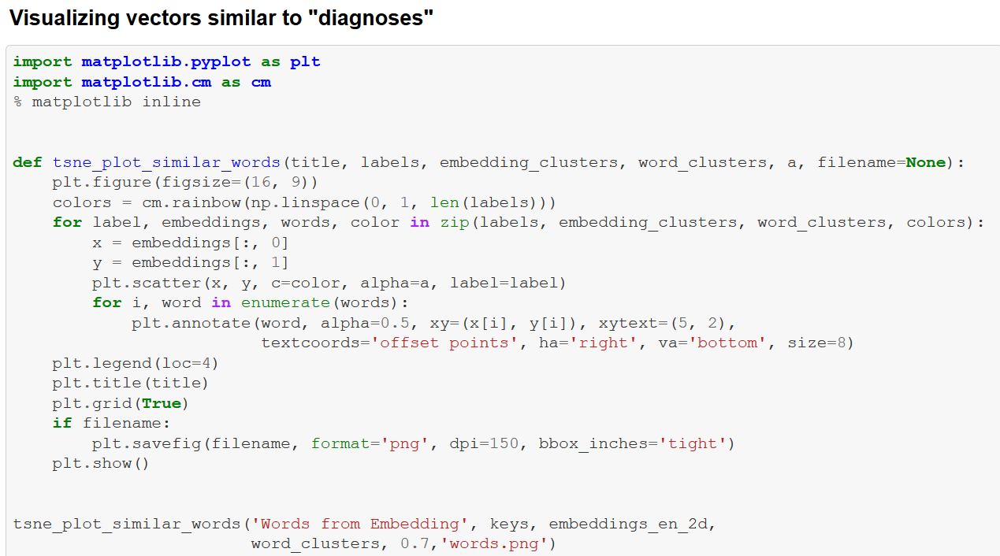 Visualizing vectors similar to "diagnoses"
import matplotlib.pyplot as plt
import matplotlib.cm as cm
% matplotlib inline
def tsne_plot_similar_words(title, labels, embedding_clusters, word_clusters, a, filename=None):
    plt.figure(figsize=(16, 9))
    colors = cm.rainbow(np.linspace(0, 1, len(labels)))
    for label, embeddings, words, color in zip(labels, embedding_clusters, word_clusters, colors):
        x = embeddings[:, 0]
        y = embeddings[:, 1]
        plt.scatter(x, y, c=color, alpha=a, label=label)
        for i, word in enumerate(words):
            plt.annotate(word, alpha=0.5, xy=(x[i], y[i]), xytext=(5, 2),
                         textcoords='offset points', ha='right', va='bottom', size=8)
    plt.legend(loc=4)
    plt.title(title)
    plt.grid(True)
    if filename:
        plt.savefig(filename, format='png', dpi=150, bbox_inches='tight')
    plt.show()
tsne_plot_similar_words('Words from Embedding', keys, embeddings_en_2d,
                        word_clusters, 0.7,'words.png')